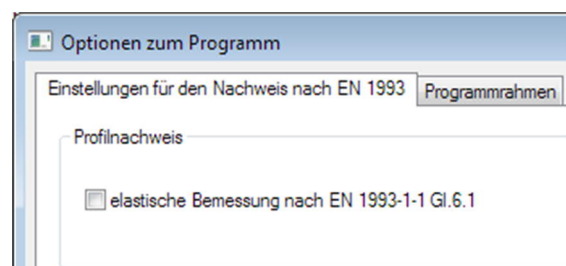 Optionen zum Programm
Einstellungen für den Nachweis nach EN 1993 Programmrahmen
Profilnachweis
elastische Bemessung nach EN 1993-1-1 Gl.6.1